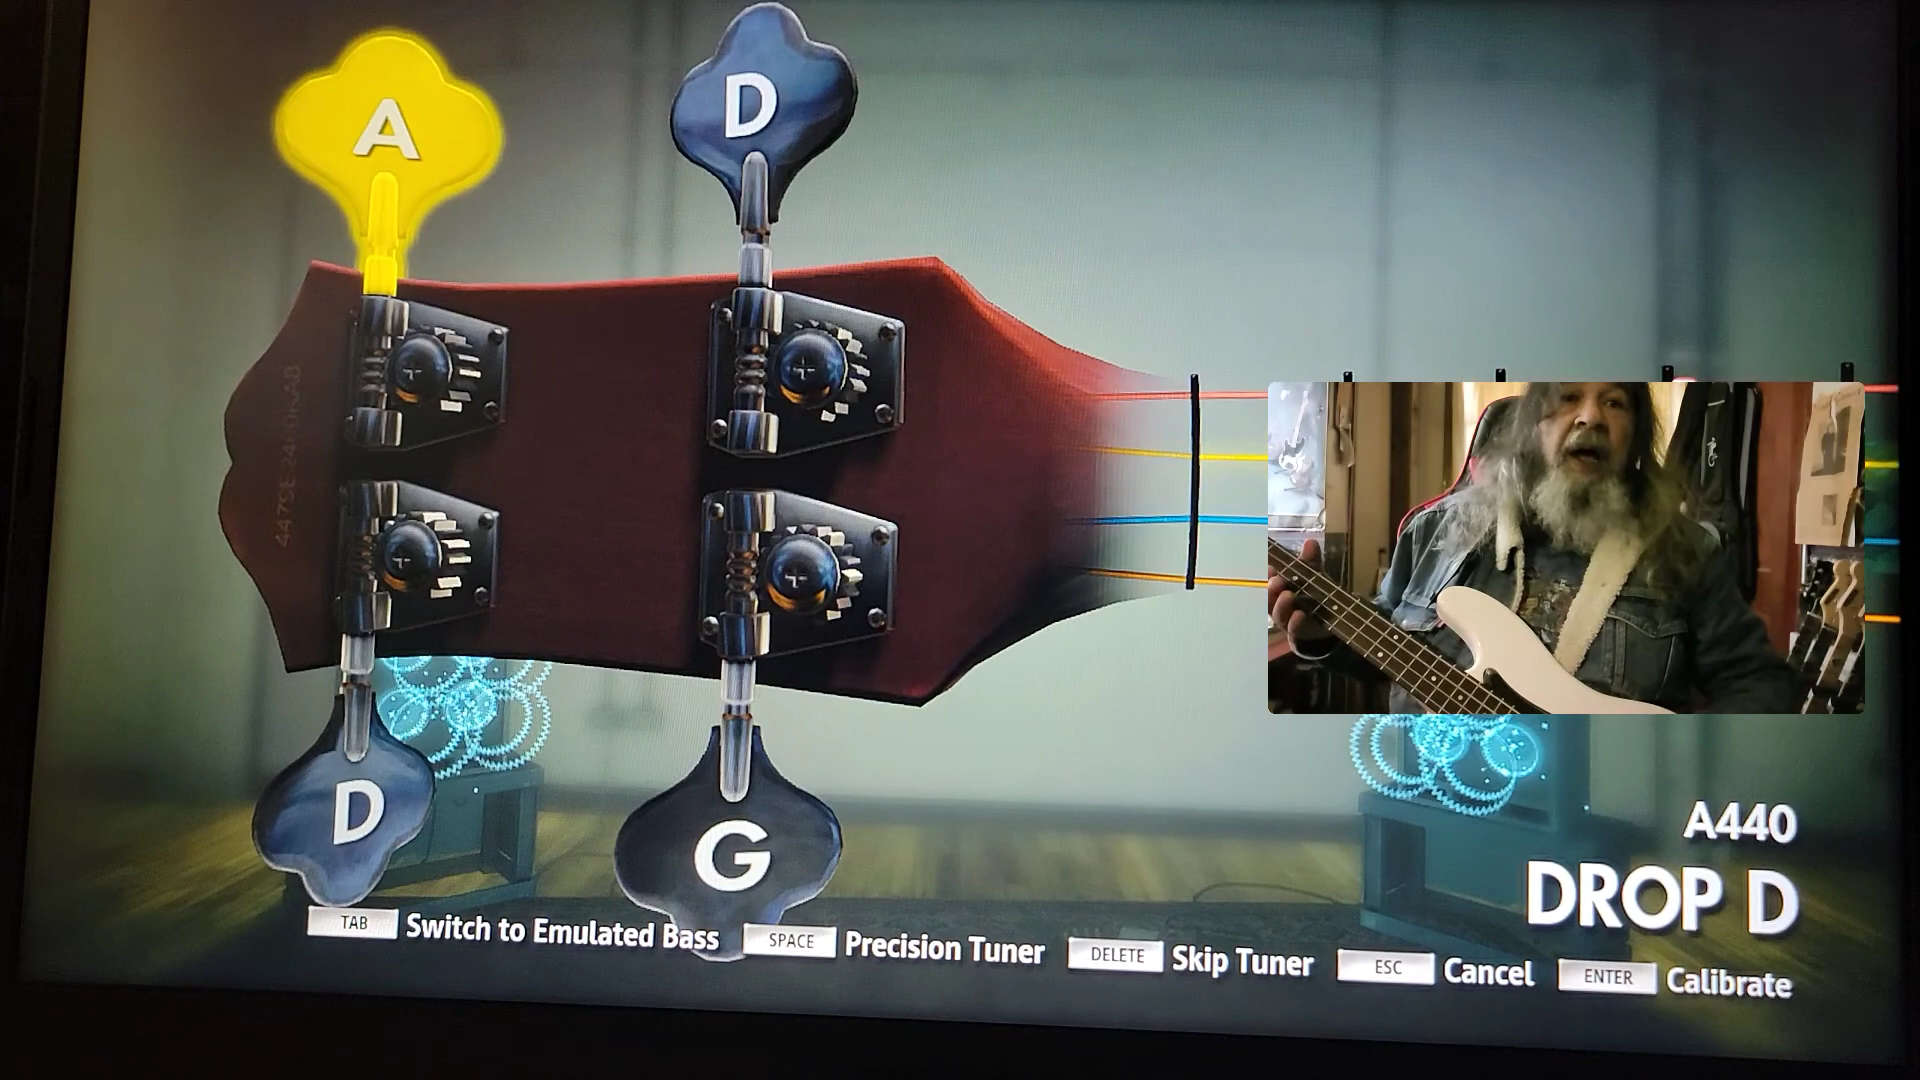 A
D
D
G
A440
DROP D
TAB Switch to Emulated Bass SPACE Precision Tuner DELETE Skip Tuner ESC Cancel ENTER Calibrate